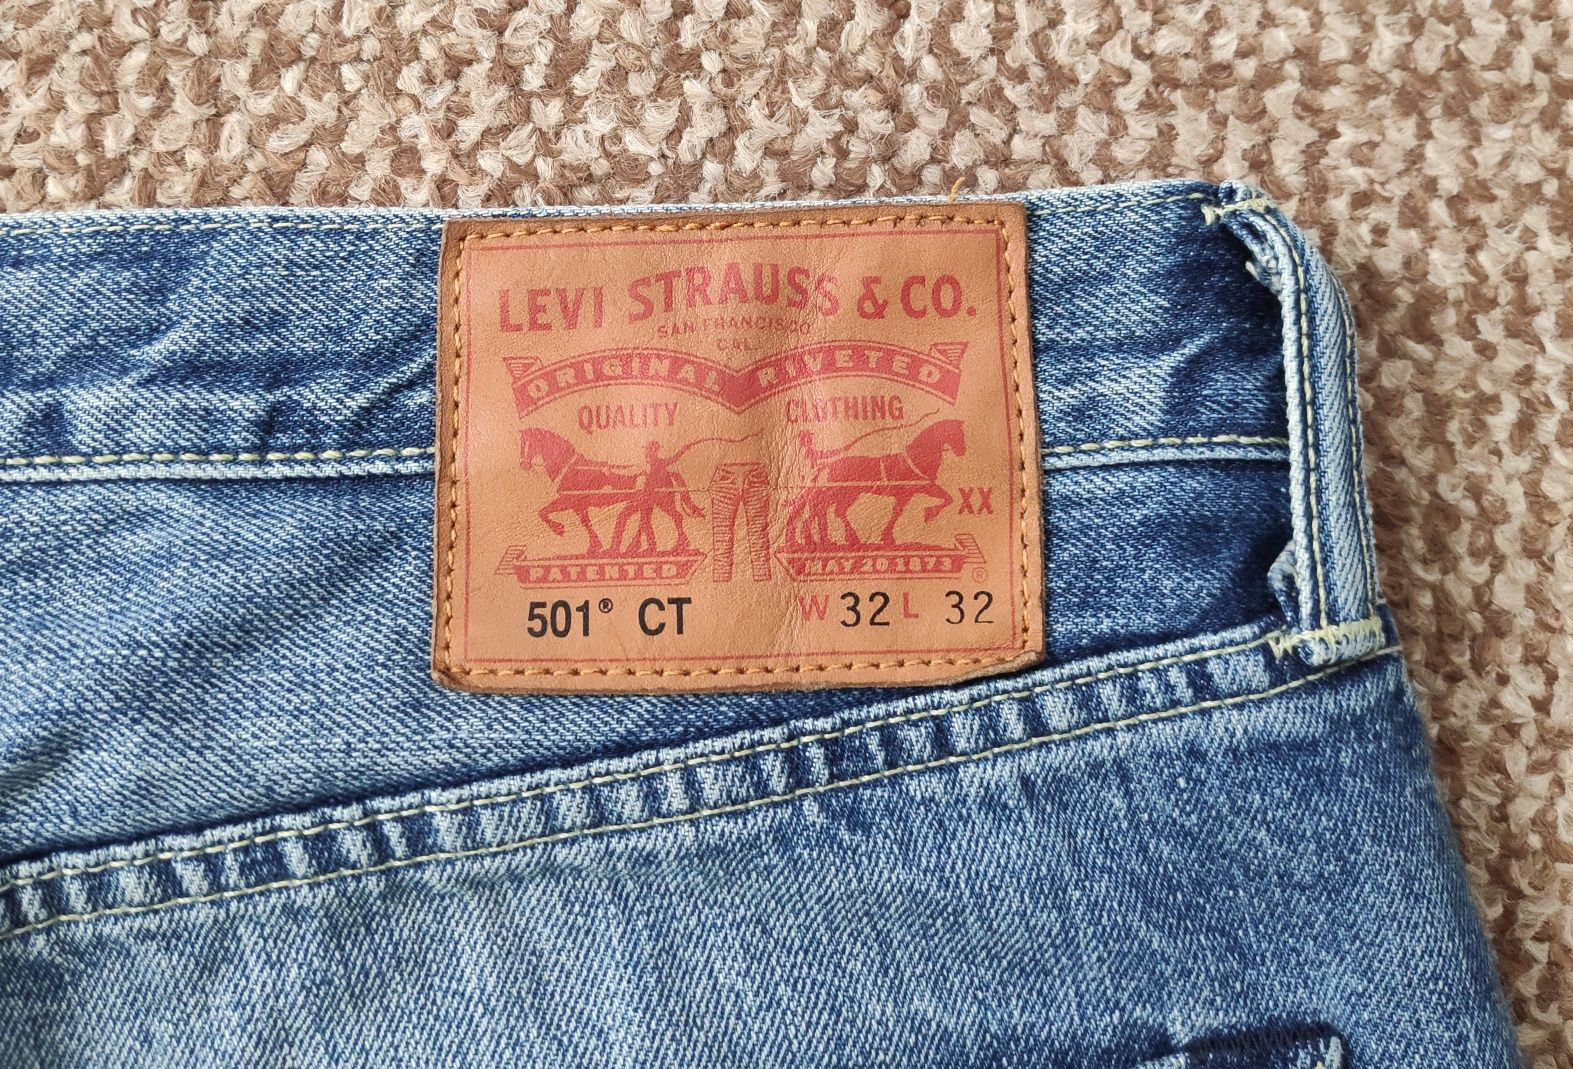 LEVI STRAUSS & CO.
SAN FRANCISCO
CAL.
ORIGINAL RIVETED
QUALITY CLOTHING
XX
PATENTED MAY 20 1873 ®
501® CT W 32 L 32